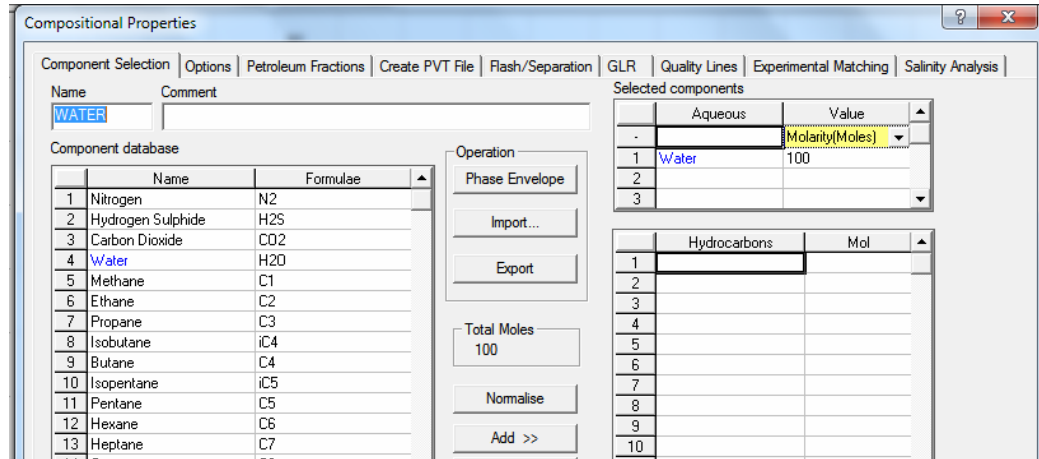 Compositional Properties
? X
Component Selection Options Petroleum Fractions Create PVT File Flash/Separation GLR Quality Lines Experimental Matching Salinity Analysis
Name Comment
WATER
Component database
Name Formulae
1 Nitrogen N2
2 Hydrogen Sulphide H2S
3 Carbon Dioxide CO2
4 Water H2O
5 Methane C1
6 Ethane C2
7 Propane C3
8 Isobutane iC4
9 Butane C4
10 Isopentane iC5
11 Pentane C5
12 Hexane C6
13 Heptane C7
Operation
Phase Envelope
Import...
Export
Total Moles
100
Normalise
Add >>
Selected components
Aqueous Value
- Molarity(Moles)
1 Water 100
2
3
Hydrocarbons Mol
1
2
3
4
5
6
7
8
9
10